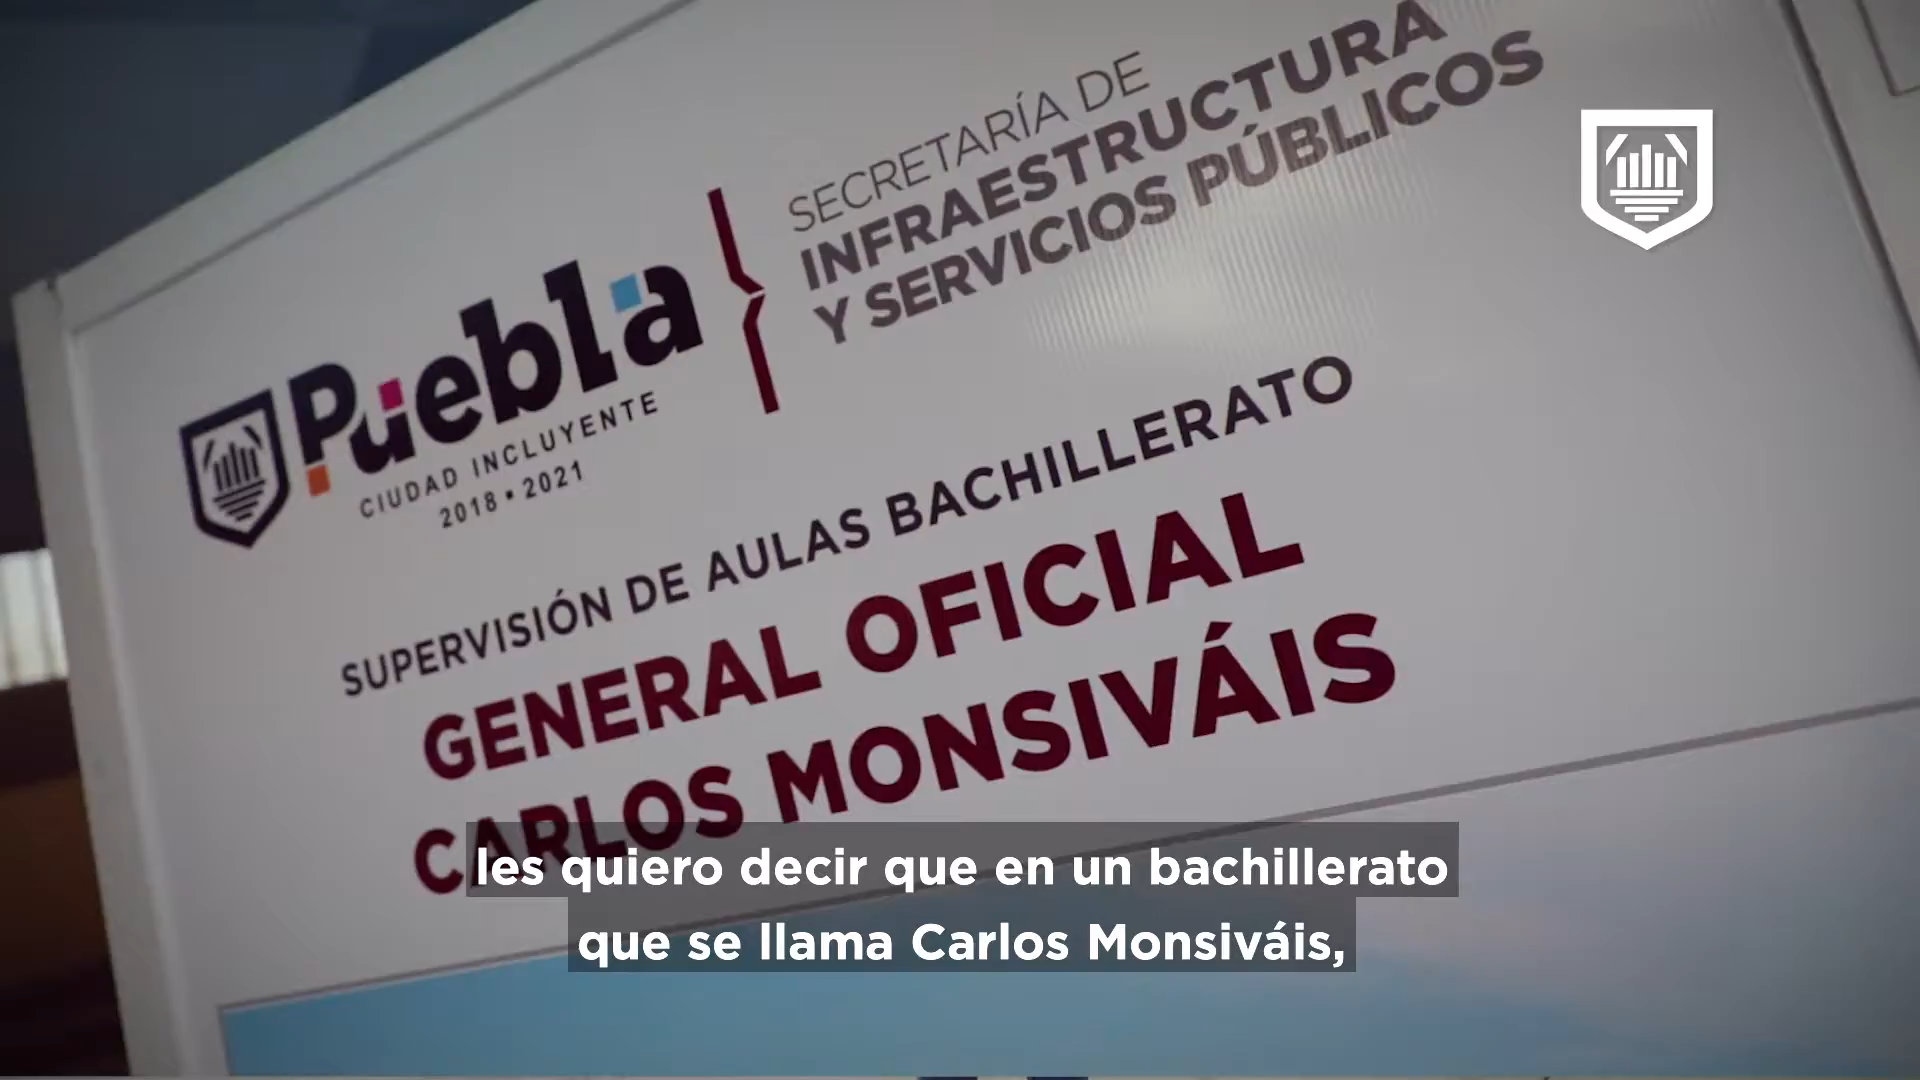 SECRETARÍA DE
INFRAESTRUCTURA
Y SERVICIOS PÚBLICOS
Puebla
CIUDAD INCLUYENTE
2018 • 2021
SUPERVISIÓN DE AULAS BACHILLERATO
GENERAL OFICIAL
CARLOS MONSIVÁIS
les quiero decir que en un bachillerato
que se llama Carlos Monsiváis,